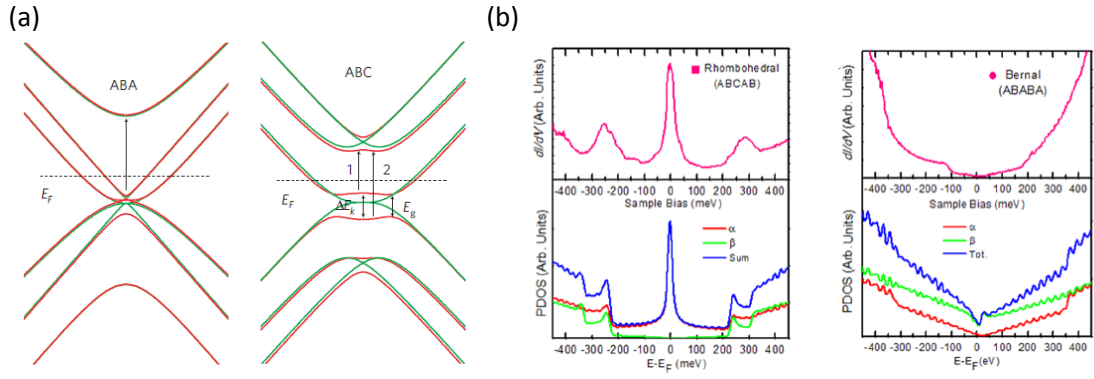 (a)
ABA
E_F
ABC
1
2
E_F
ΔE_k
E_g
(b)
dI/dV (Arb. Units)
Rhombohedral
(ABCAB)
-400 -300 -200 -100 0 100 200 300 400
Sample Bias (meV)
PDOS (Arb. Units)
α
β
Sum
-400 -300 -200 -100 0 100 200 300 400
E-E_F (meV)
dI/dV (Arb. Units)
Bernal
(ABABA)
-400 -300 -200 -100 0 100 200 300 400
Sample Bias (meV)
PDOS (Arb. Units)
α
β
Tot.
-400 -300 -200 -100 0 100 200 300 400
E-E_F (eV)